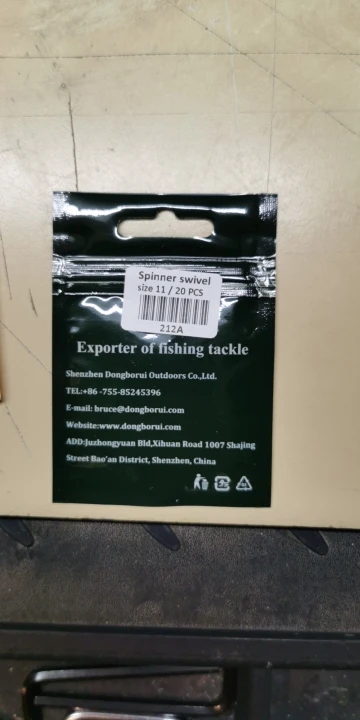 Spinner swivel
size 11 / 20 PCS
212A
Exporter of fishing tackle
Shenzhen Dongborui Outdoors Co.,Ltd.
TEL:+86 -755-85245396
E-mail: bruce@dongborui.com
Website:www.dongborui.com
ADD:Juzhongyuan Bld,Xihuan Road 1007 Shajing
Street Bao'an District, Shenzhen, China